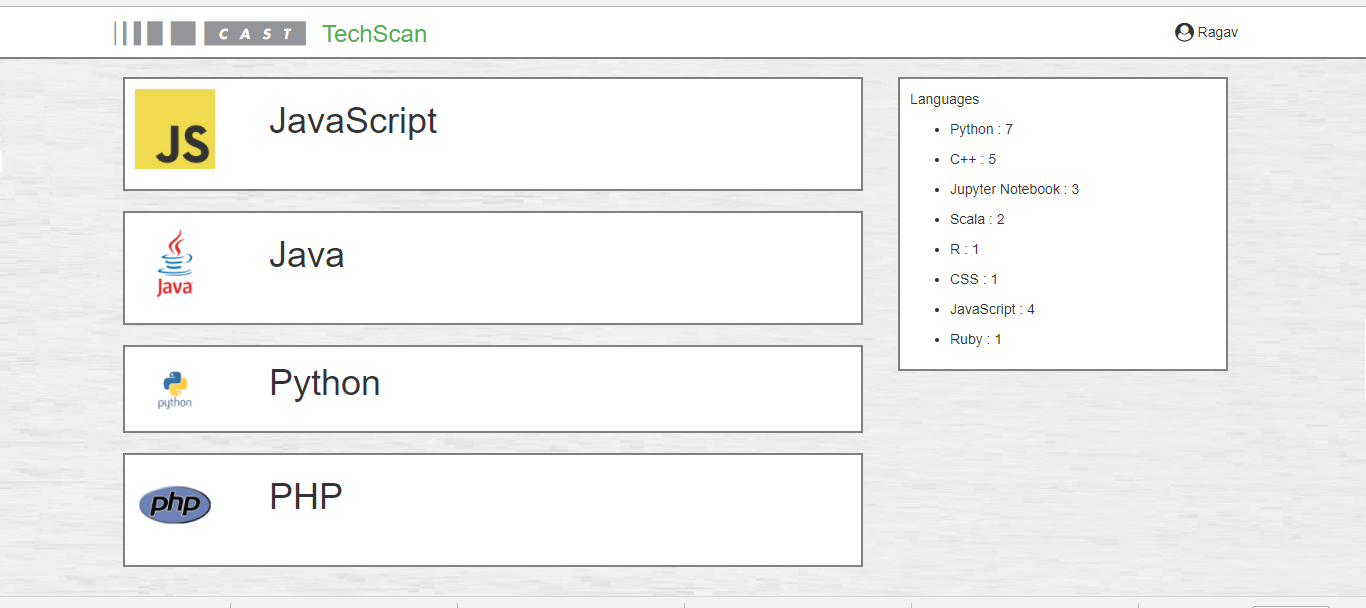 CAST TechScan
Ragav
JS
JavaScript
Java
Java
python
Python
php
PHP
Languages
Python : 7
C++ : 5
Jupyter Notebook : 3
Scala : 2
R : 1
CSS : 1
JavaScript : 4
Ruby : 1